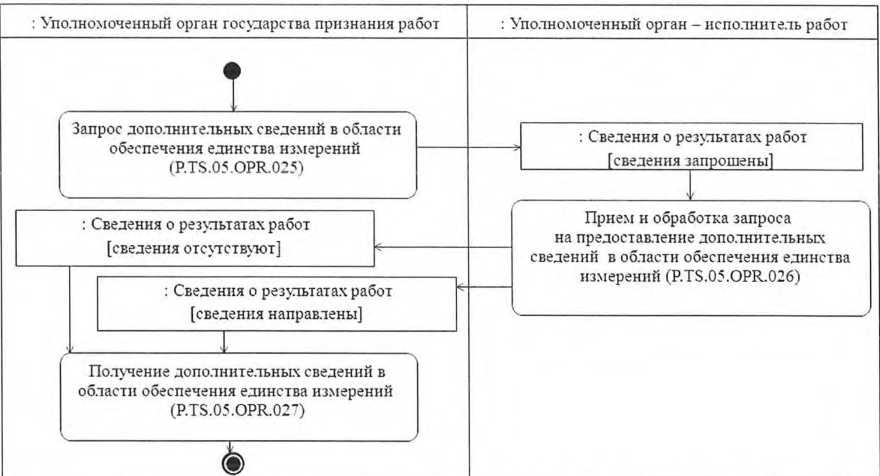 : Уполномоченный орган государства признания работ
: Уполномоченный орган – исполнитель работ
Запрос дополнительных сведений в области
обеспечения единства измерений
(P.TS.05.OPR.025)
: Сведения о результатах работ
[сведения запрошены]
Прием и обработка запроса
на предоставление дополнительных
сведений в области обеспечения единства
измерений (P.TS.05.OPR.026)
: Сведения о результатах работ
[сведения отсутствуют]
: Сведения о результатах работ
[сведения направлены]
Получение дополнительных сведений в
области обеспечения единства измерений
(P.TS.05.OPR.027)